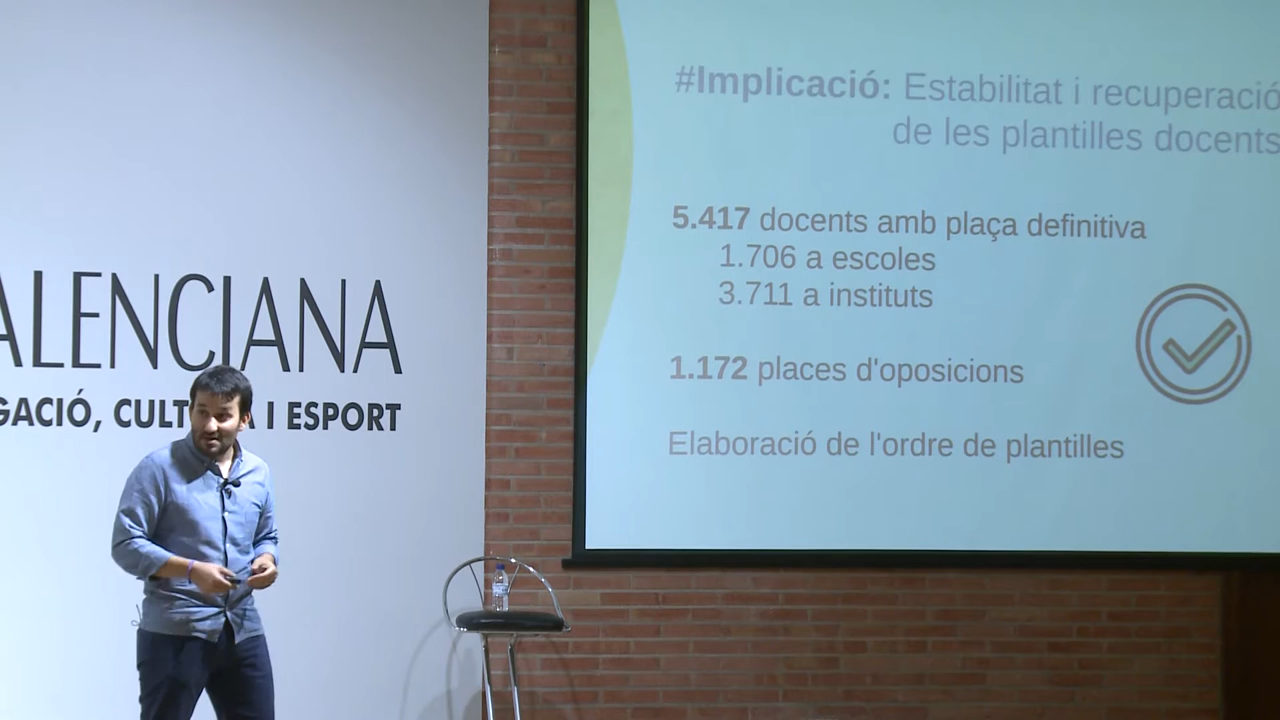 ALENCIANA
GACIÓ, CULT A I ESPORT
#Implicació: Estabilitat i recuperació
de les plantilles docents
5.417 docents amb plaça definitiva
1.706 a escoles
3.711 a instituts
1.172 places d'oposicions
Elaboració de l'ordre de plantilles